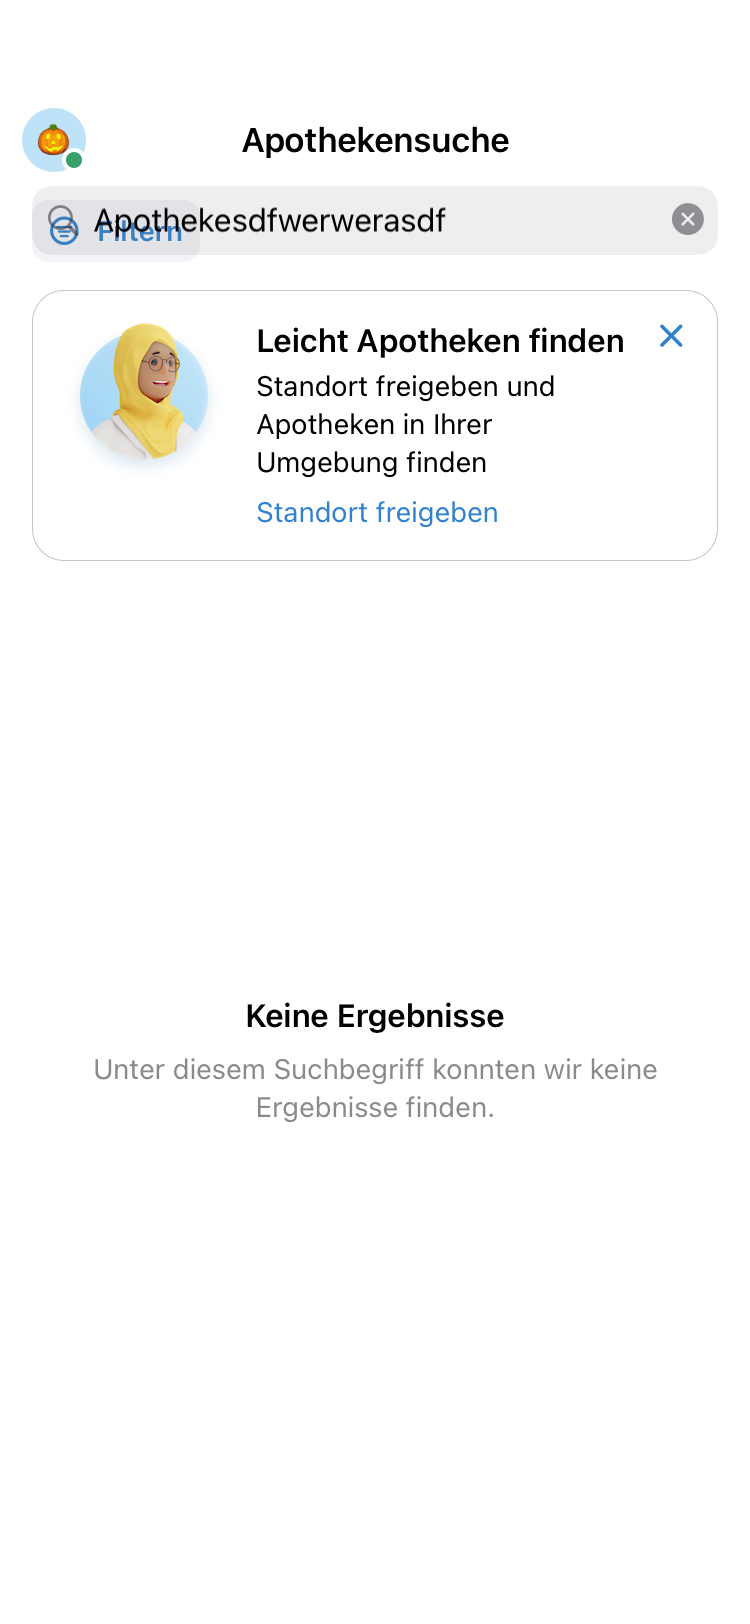 Apothekensuche
Apothekesdfwerwerasdf
Filtern
Leicht Apotheken finden
Standort freigeben und
Apotheken in Ihrer
Umgebung finden
Standort freigeben
Keine Ergebnisse
Unter diesem Suchbegriff konnten wir keine
Ergebnisse finden.